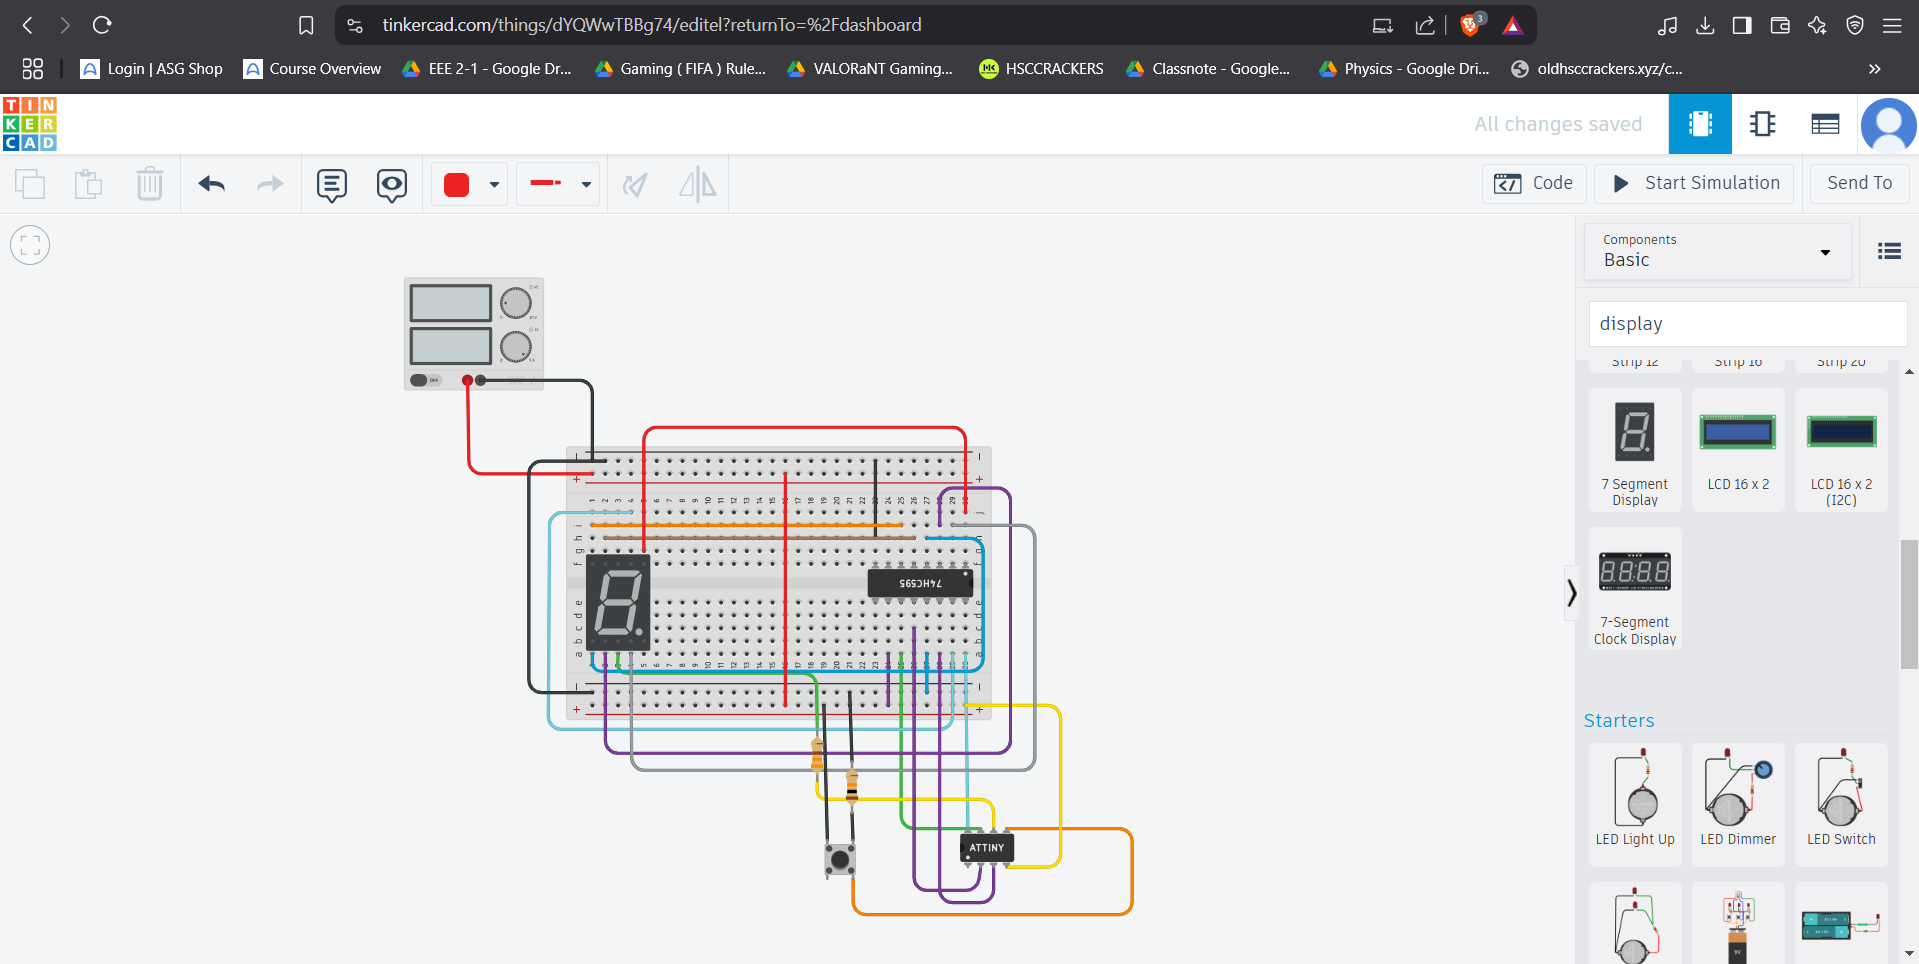 tinkercad.com/things/dYQWwTBBg74/editel?returnTo=%2Fdashboard
3
Login | ASG Shop
Course Overview
EEE 2-1 - Google Dr...
Gaming ( FIFA ) Rule...
VALORaNT Gaming...
HSCCRACKERS
Classnote - Google...
Physics - Google Dri...
oldhsccrackers.xyz/c...
»
TIN
KER
CAD
All changes saved
Code
Start Simulation
Send To
Components
Basic
display
Strip 12
Strip 16
Strip 20
7 Segment
Display
LCD 16 x 2
LCD 16 x 2
(I2C)
7-Segment
Clock Display
Starters
LED Light Up
LED Dimmer
LED Switch
OFF
74HC595
ATTINY